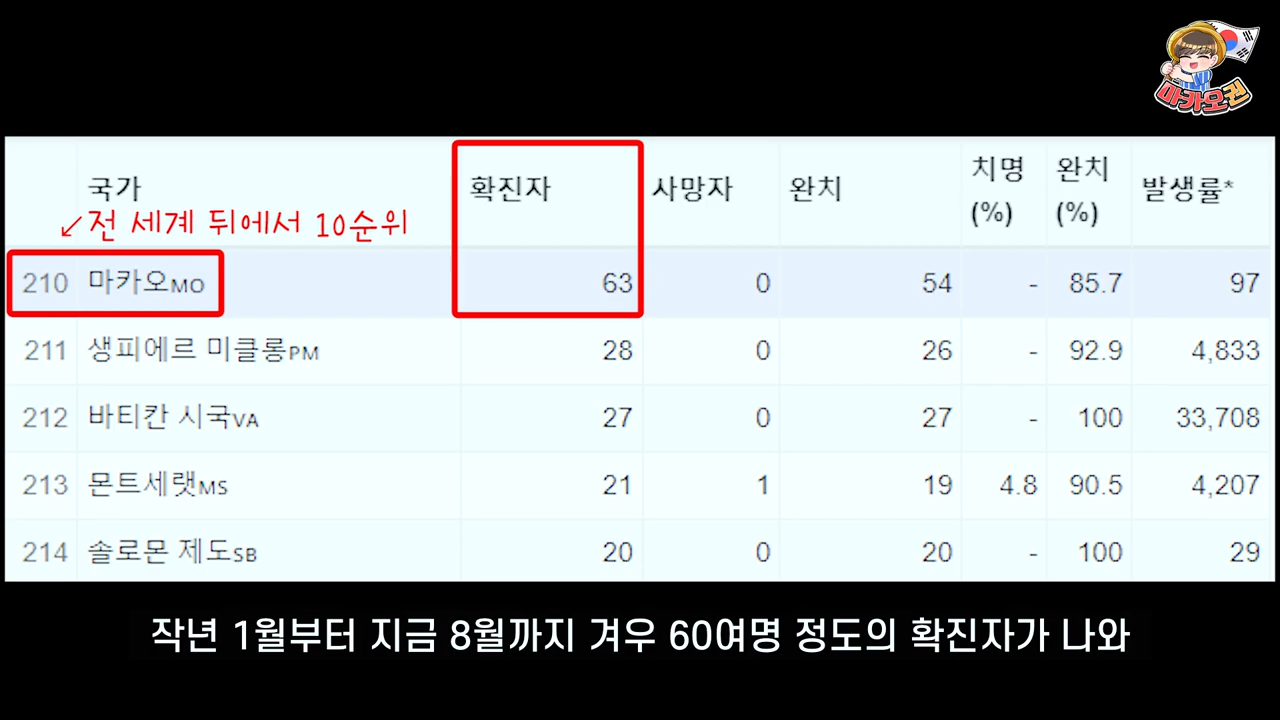 마카모권
국가 확진자 사망자 완치 치명 (%) 완치 (%) 발생률*
↙전 세계 뒤에서 10순위
210 마카오MO 63 0 54 - 85.7 97
211 생피에르 미클롱PM 28 0 26 - 92.9 4,833
212 바티칸 시국VA 27 0 27 - 100 33,708
213 몬트세랫MS 21 1 19 4.8 90.5 4,207
214 솔로몬 제도SB 20 0 20 - 100 29
작년 1월부터 지금 8월까지 겨우 60여명 정도의 확진자가 나와